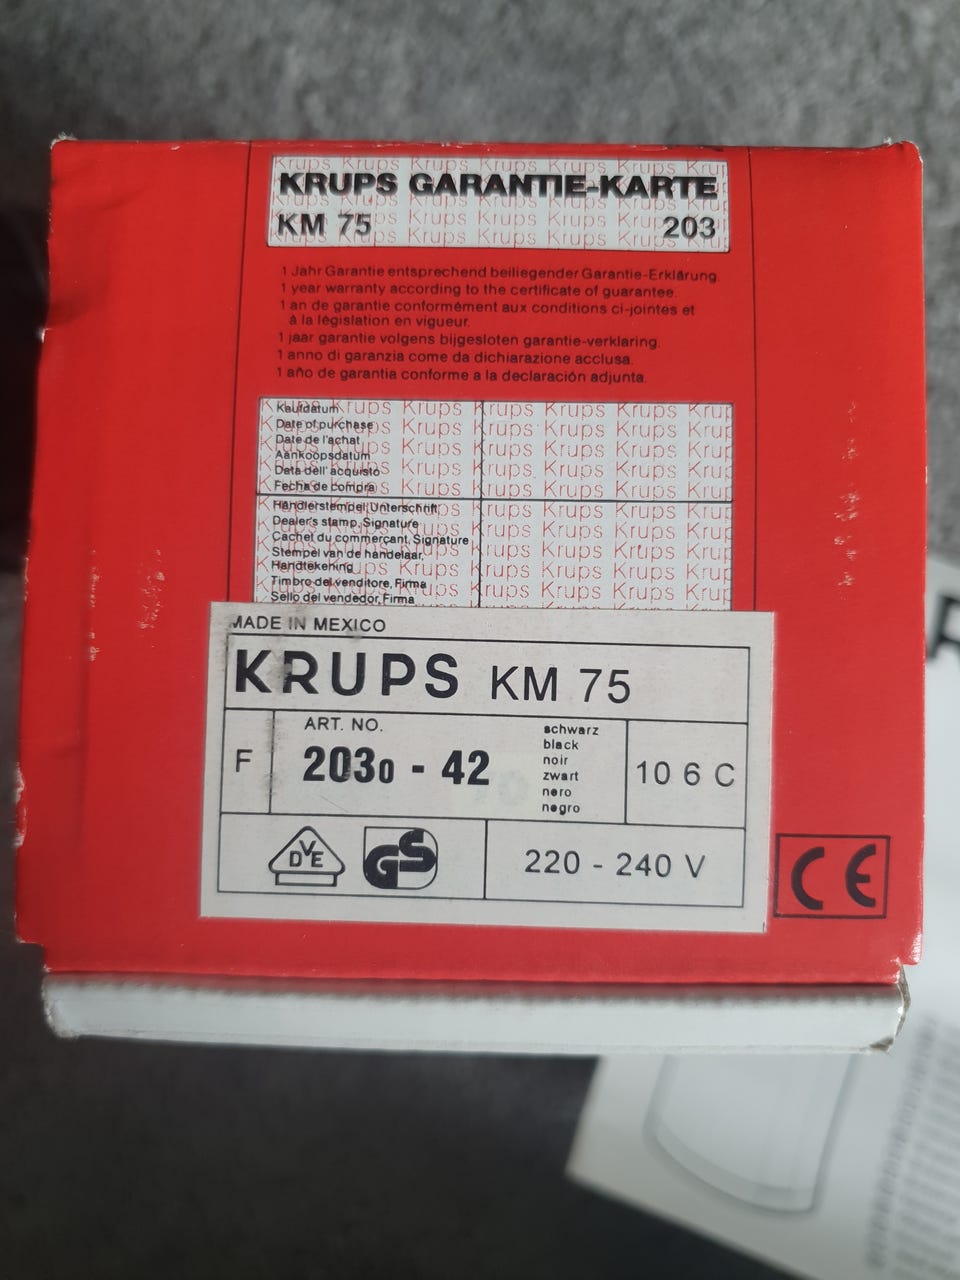 KRUPS GARANTIE-KARTE
KM 75 203
1 Jahr Garantie entsprechend beiliegender Garantie-Erklärung.
1 year warranty according to the certificate of guarantee.
1 an de garantie conformément aux conditions ci-jointes et
à la législation en vigueur.
1 jaar garantie volgens bijgesloten garantie-verklaring.
1 anno di garanzia come da dichiarazione acclusa.
1 año de garantia conforme a la declaración adjunta.
Kaufdatum
Date of purchase
Date de l'achat
Aankoopsdatum
Data dell' acquisto
Fecha de compra
Händlerstempel, Unterschrift
Dealer's stamp, Signature
Cachet du commerçant, Signature
Stempel van de handelaar,
Handtekening
Timbro del venditore, Firma
Sello del vendedor, Firma
MADE IN MEXICO
KRUPS KM 75
F
ART. NO.
2030 - 42
schwarz
black
noir
zwart
nero
negro
10 6 C
DVE
GS
220 - 240 V
CE